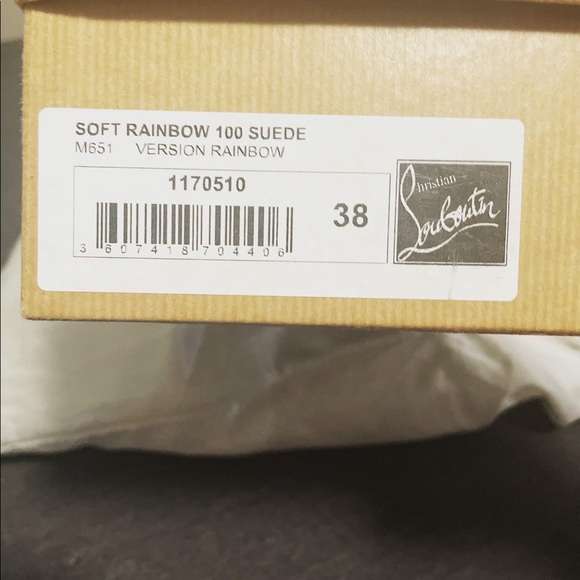 SOFT RAINBOW 100 SUEDE
M651 VERSION RAINBOW
1170510
3 607418 704406
38
Christian
Louboutin